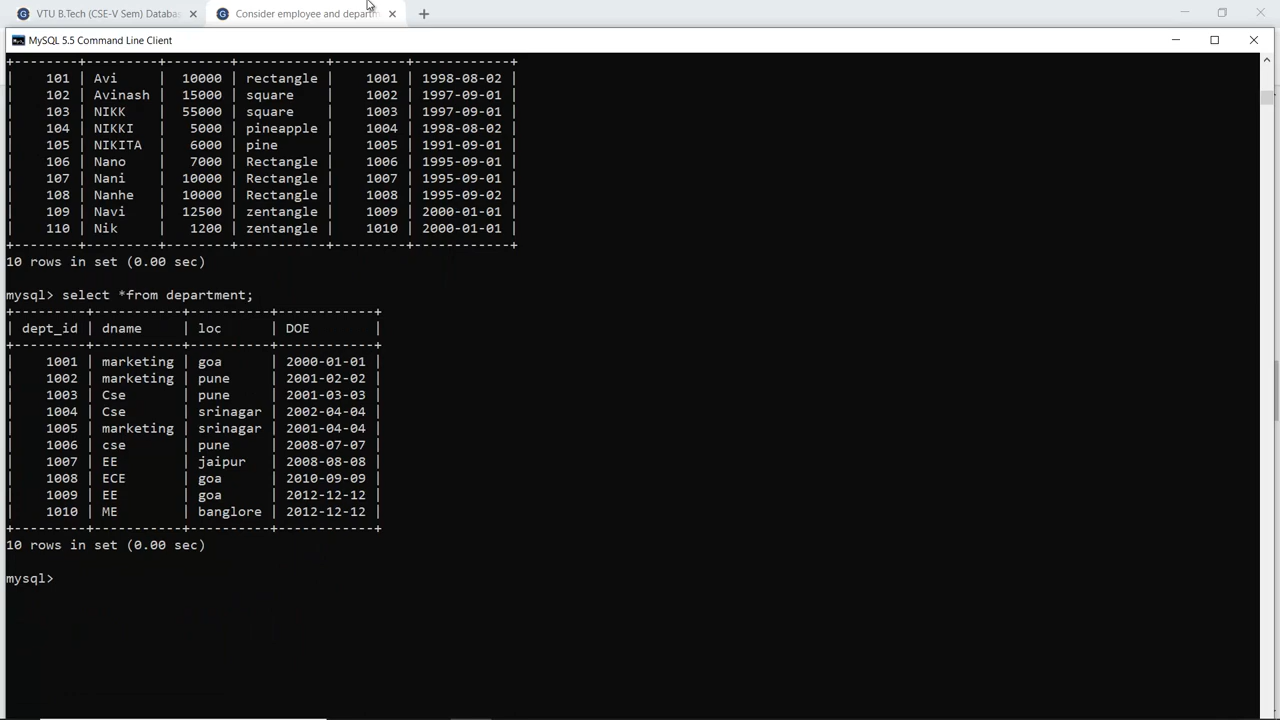 VTU B.Tech (CSE-V Sem) Databa
Consider employee and departm
MySQL 5.5 Command Line Client
+--------+---------+--------+-----------+---------+------------+
| 101 | Avi | 10000 | rectangle | 1001 | 1998-08-02 |
| 102 | Avinash | 15000 | square | 1002 | 1997-09-01 |
| 103 | NIKK | 55000 | square | 1003 | 1997-09-01 |
| 104 | NIKKI | 5000 | pineapple | 1004 | 1998-08-02 |
| 105 | NIKITA | 6000 | pine | 1005 | 1991-09-01 |
| 106 | Nano | 7000 | Rectangle | 1006 | 1995-09-01 |
| 107 | Nani | 10000 | Rectangle | 1007 | 1995-09-01 |
| 108 | Nanhe | 10000 | Rectangle | 1008 | 1995-09-02 |
| 109 | Navi | 12500 | zentangle | 1009 | 2000-01-01 |
| 110 | Nik | 1200 | zentangle | 1010 | 2000-01-01 |
+--------+---------+--------+-----------+---------+------------+
10 rows in set (0.00 sec)
mysql> select *from department;
+---------+-----------+----------+------------+
| dept_id | dname | loc | DOE |
+---------+-----------+----------+------------+
| 1001 | marketing | goa | 2000-01-01 |
| 1002 | marketing | pune | 2001-02-02 |
| 1003 | Cse | pune | 2001-03-03 |
| 1004 | Cse | srinagar | 2002-04-04 |
| 1005 | marketing | srinagar | 2001-04-04 |
| 1006 | cse | pune | 2008-07-07 |
| 1007 | EE | jaipur | 2008-08-08 |
| 1008 | ECE | goa | 2010-09-09 |
| 1009 | EE | goa | 2012-12-12 |
| 1010 | ME | banglore | 2012-12-12 |
+---------+-----------+----------+------------+
10 rows in set (0.00 sec)
mysql>